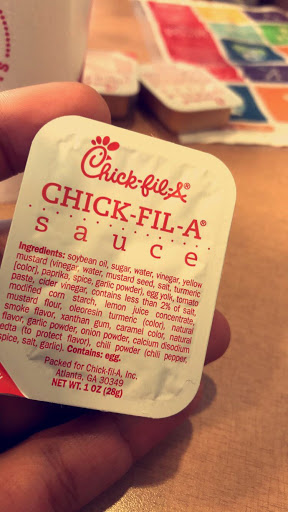 Chick-fil-A®
CHICK-FIL-A®
sauce
Ingredients: soybean oil, sugar, water, vinegar, yellow
mustard (vinegar, water, mustard seed, salt, turmeric
(color), paprika, spice, garlic powder), egg yolk, tomato
paste, cider vinegar, contains less than 2% of salt,
modified corn starch, lemon juice concentrate,
mustard flour, oleoresin turmeric (color), natural
smoke flavor, xanthan gum, caramel color, natural
flavor, garlic powder, onion powder, calcium disodium
edta (to protect flavor), chili powder (chili pepper,
spice, salt, garlic). Contains: egg.
Packed for Chick-fil-A, Inc.
Atlanta, GA 30349
NET WT. 1 OZ (28g)